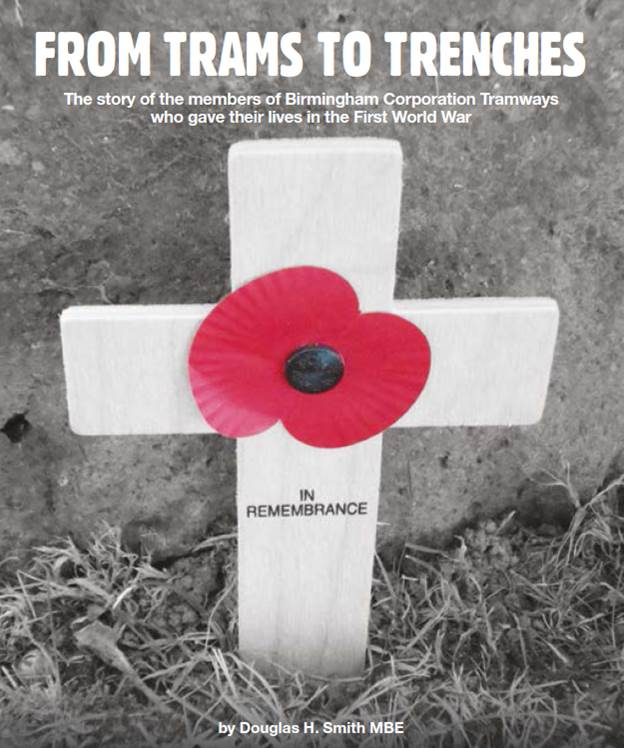 FROM TRAMS TO TRENCHES
The story of the members of Birmingham Corporation Tramways
who gave their lives in the First World War
IN
REMEMBRANCE
by Douglas H. Smith MBE